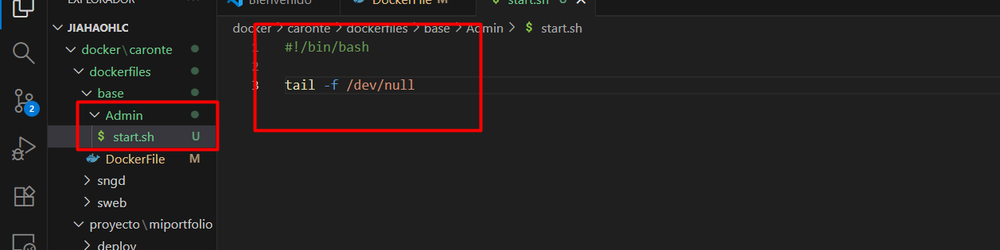 EXPLORADOR
JIAHAOHLC
docker\caronte
dockerfiles
base
Admin
$ start.sh U
DockerFile M
sngd
sweb
proyecto\miportfolio
deploy
2
Bienvenido
DockerFile M
$ start.sh U
docker > caronte > dockerfiles > base > Admin > $ start.sh
1 #!/bin/bash
2
3 tail -f /dev/null